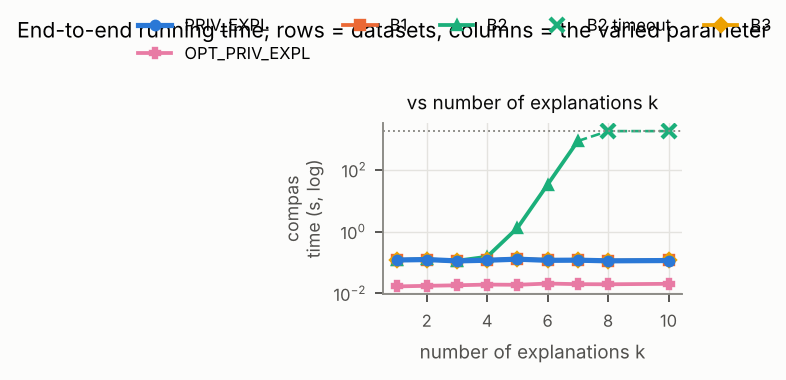 End-to-end running time; rows = datasets, columns = the varied parameter
PRIV_EXPL B1 B2 B2 timeout B3
OPT_PRIV_EXPL
vs number of explanations k
compas
time (s, log)
10²
10⁰
10⁻²
2 4 6 8 10
number of explanations k